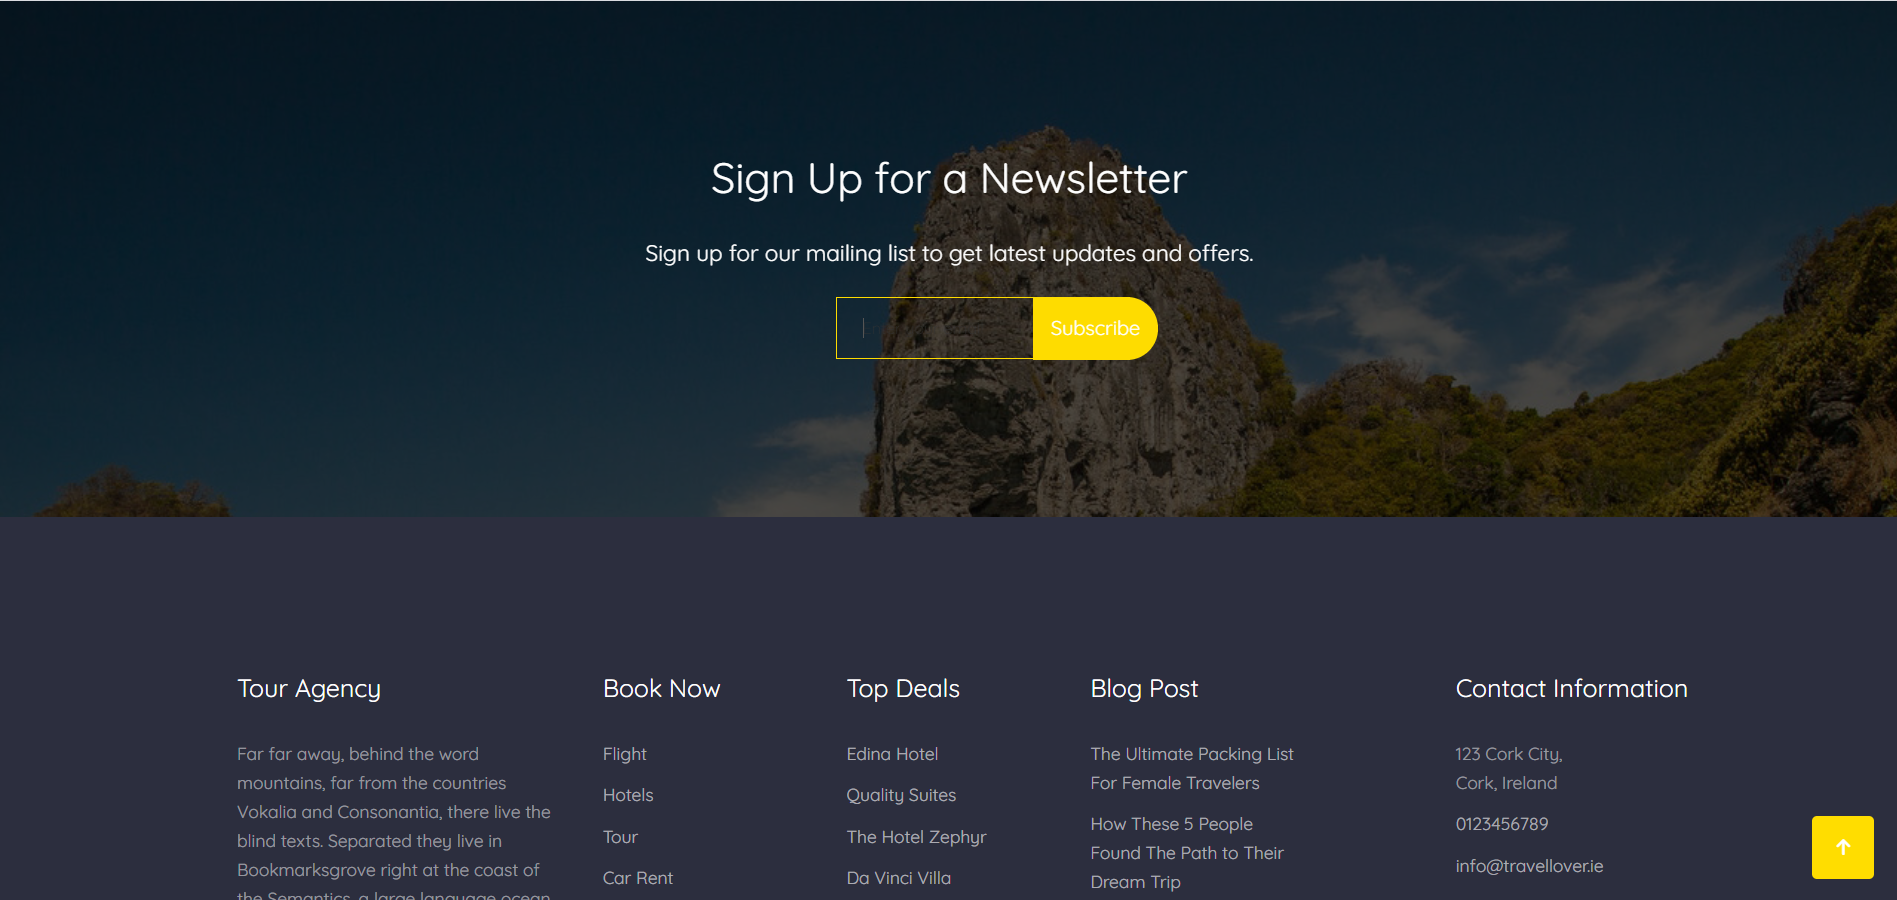 Sign Up for a Newsletter
Sign up for our mailing list to get latest updates and offers.
Subscribe
Tour Agency
Far far away, behind the word
mountains, far from the countries
Vokalia and Consonantia, there live the
blind texts. Separated they live in
Bookmarksgrove right at the coast of
the Semantics, a large language ocean
Book Now
Flight
Hotels
Tour
Car Rent
Top Deals
Edina Hotel
Quality Suites
The Hotel Zephyr
Da Vinci Villa
Blog Post
The Ultimate Packing List
For Female Travelers
How These 5 People
Found The Path to Their
Dream Trip
Contact Information
123 Cork City,
Cork, Ireland
0123456789
info@travellover.ie